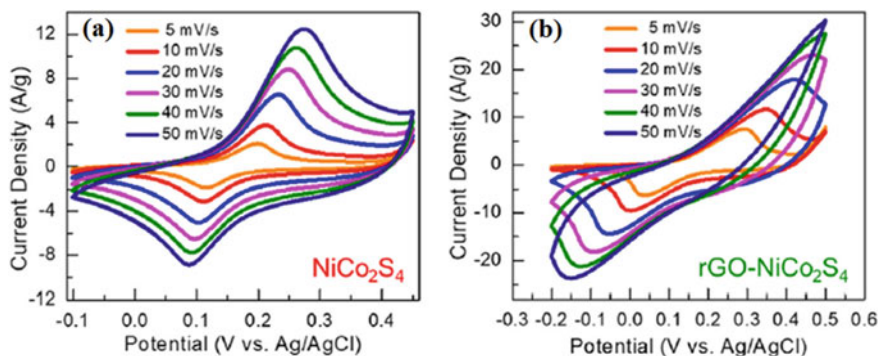 (a)
5 mV/s
10 mV/s
20 mV/s
30 mV/s
40 mV/s
50 mV/s
12
8
4
0
-4
-8
-12
Current Density (A/g)
NiCo₂S₄
-0.1 0.0 0.1 0.2 0.3 0.4
Potential (V vs. Ag/AgCl)
(b)
5 mV/s
10 mV/s
20 mV/s
30 mV/s
40 mV/s
50 mV/s
30
20
10
0
-10
-20
Current Density (A/g)
rGO-NiCo₂S₄
-0.3 -0.2 -0.1 0.0 0.1 0.2 0.3 0.4 0.5 0.6
Potential (V vs. Ag/AgCl)